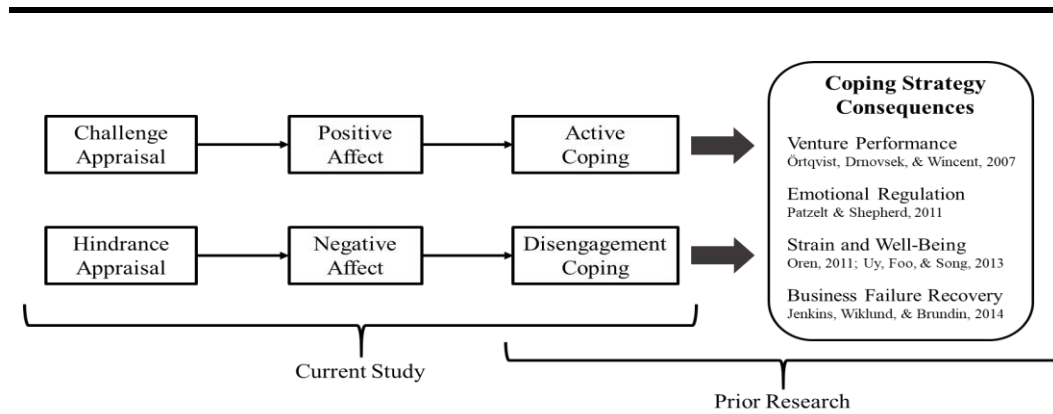 Challenge
Appraisal
Positive
Affect
Active
Coping
Hindrance
Appraisal
Negative
Affect
Disengagement
Coping
Coping Strategy
Consequences
Venture Performance
Örtqvist, Drnovsek, & Wincent, 2007
Emotional Regulation
Patzelt & Shepherd, 2011
Strain and Well-Being
Oren, 2011; Uy, Foo, & Song, 2013
Business Failure Recovery
Jenkins, Wiklund, & Brundin, 2014
Current Study
Prior Research